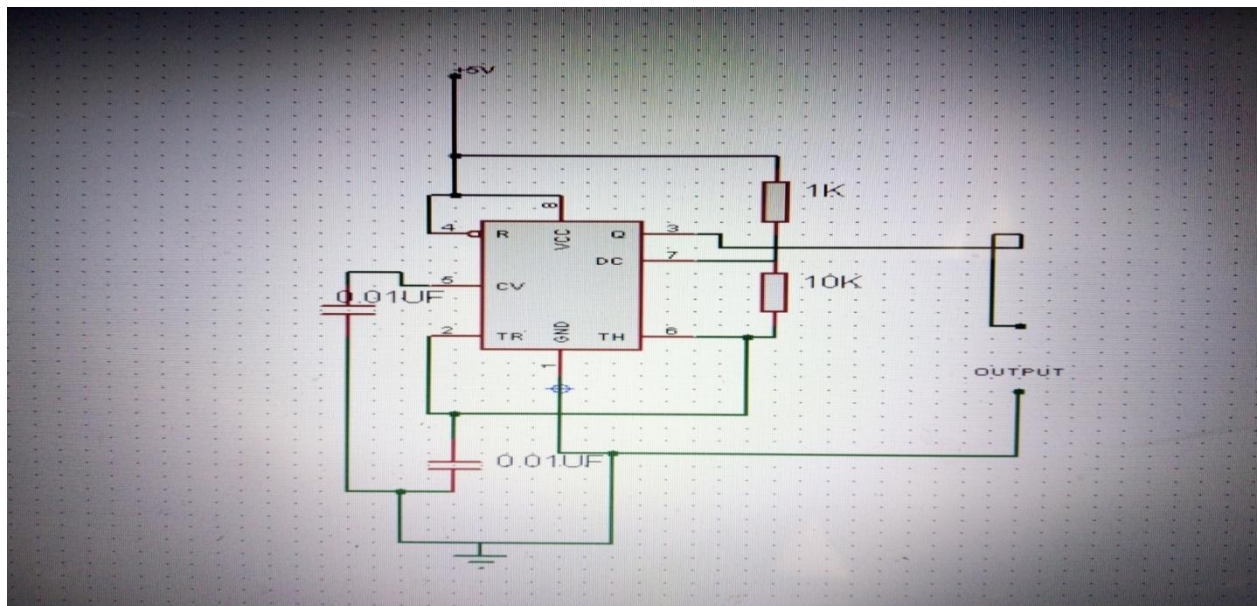 +5V
1K
8
4
R
VCC
Q
3
DC
7
5
CV
0.01UF
10K
2
TR
GND
TH
6
1
OUTPUT
0.01UF